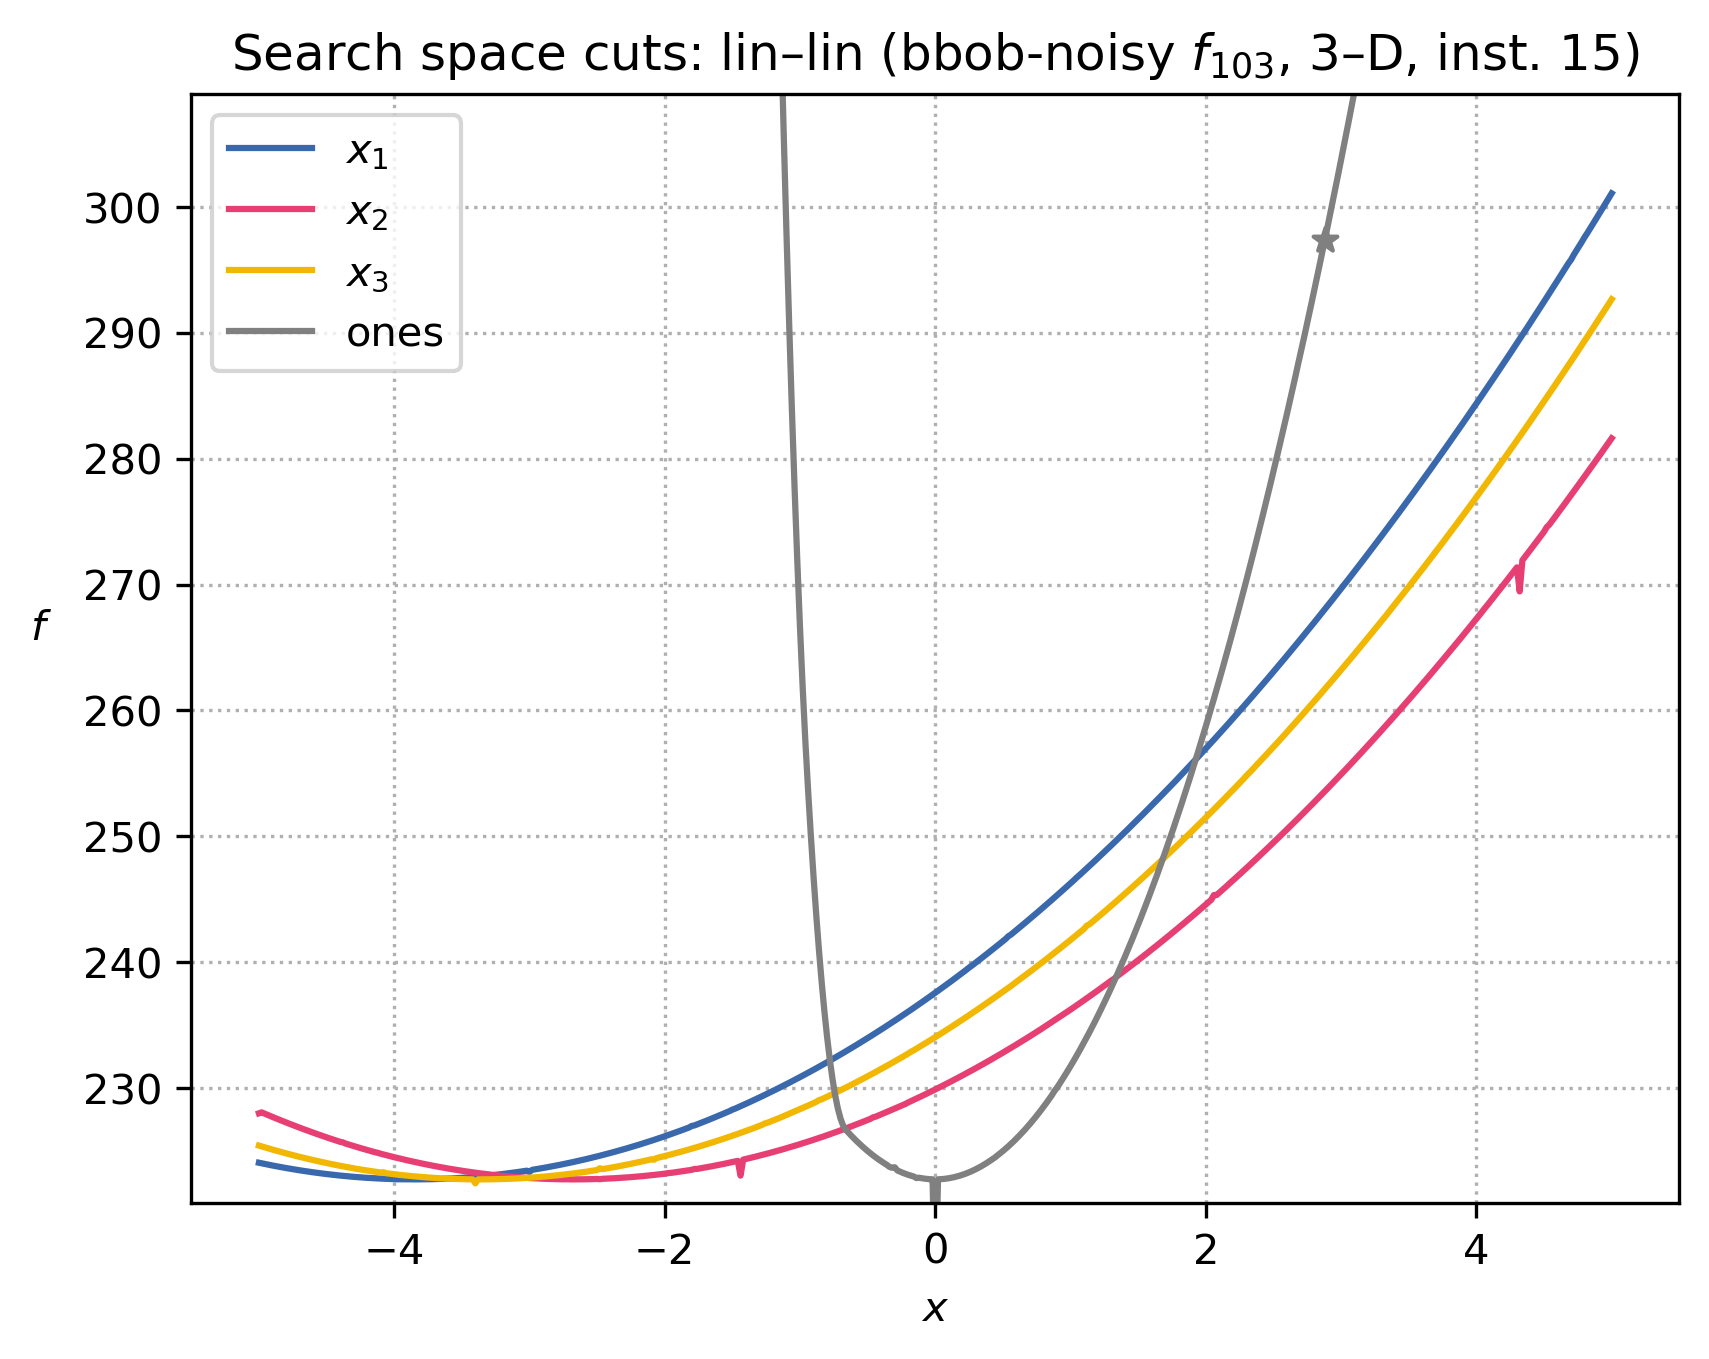 Search space cuts: lin–lin (bbob-noisy f₁₀₃, 3–D, inst. 15)
x₁
x₂
x₃
ones
300
290
280
270
260
250
240
230
f
−4
−2
0
2
4
x